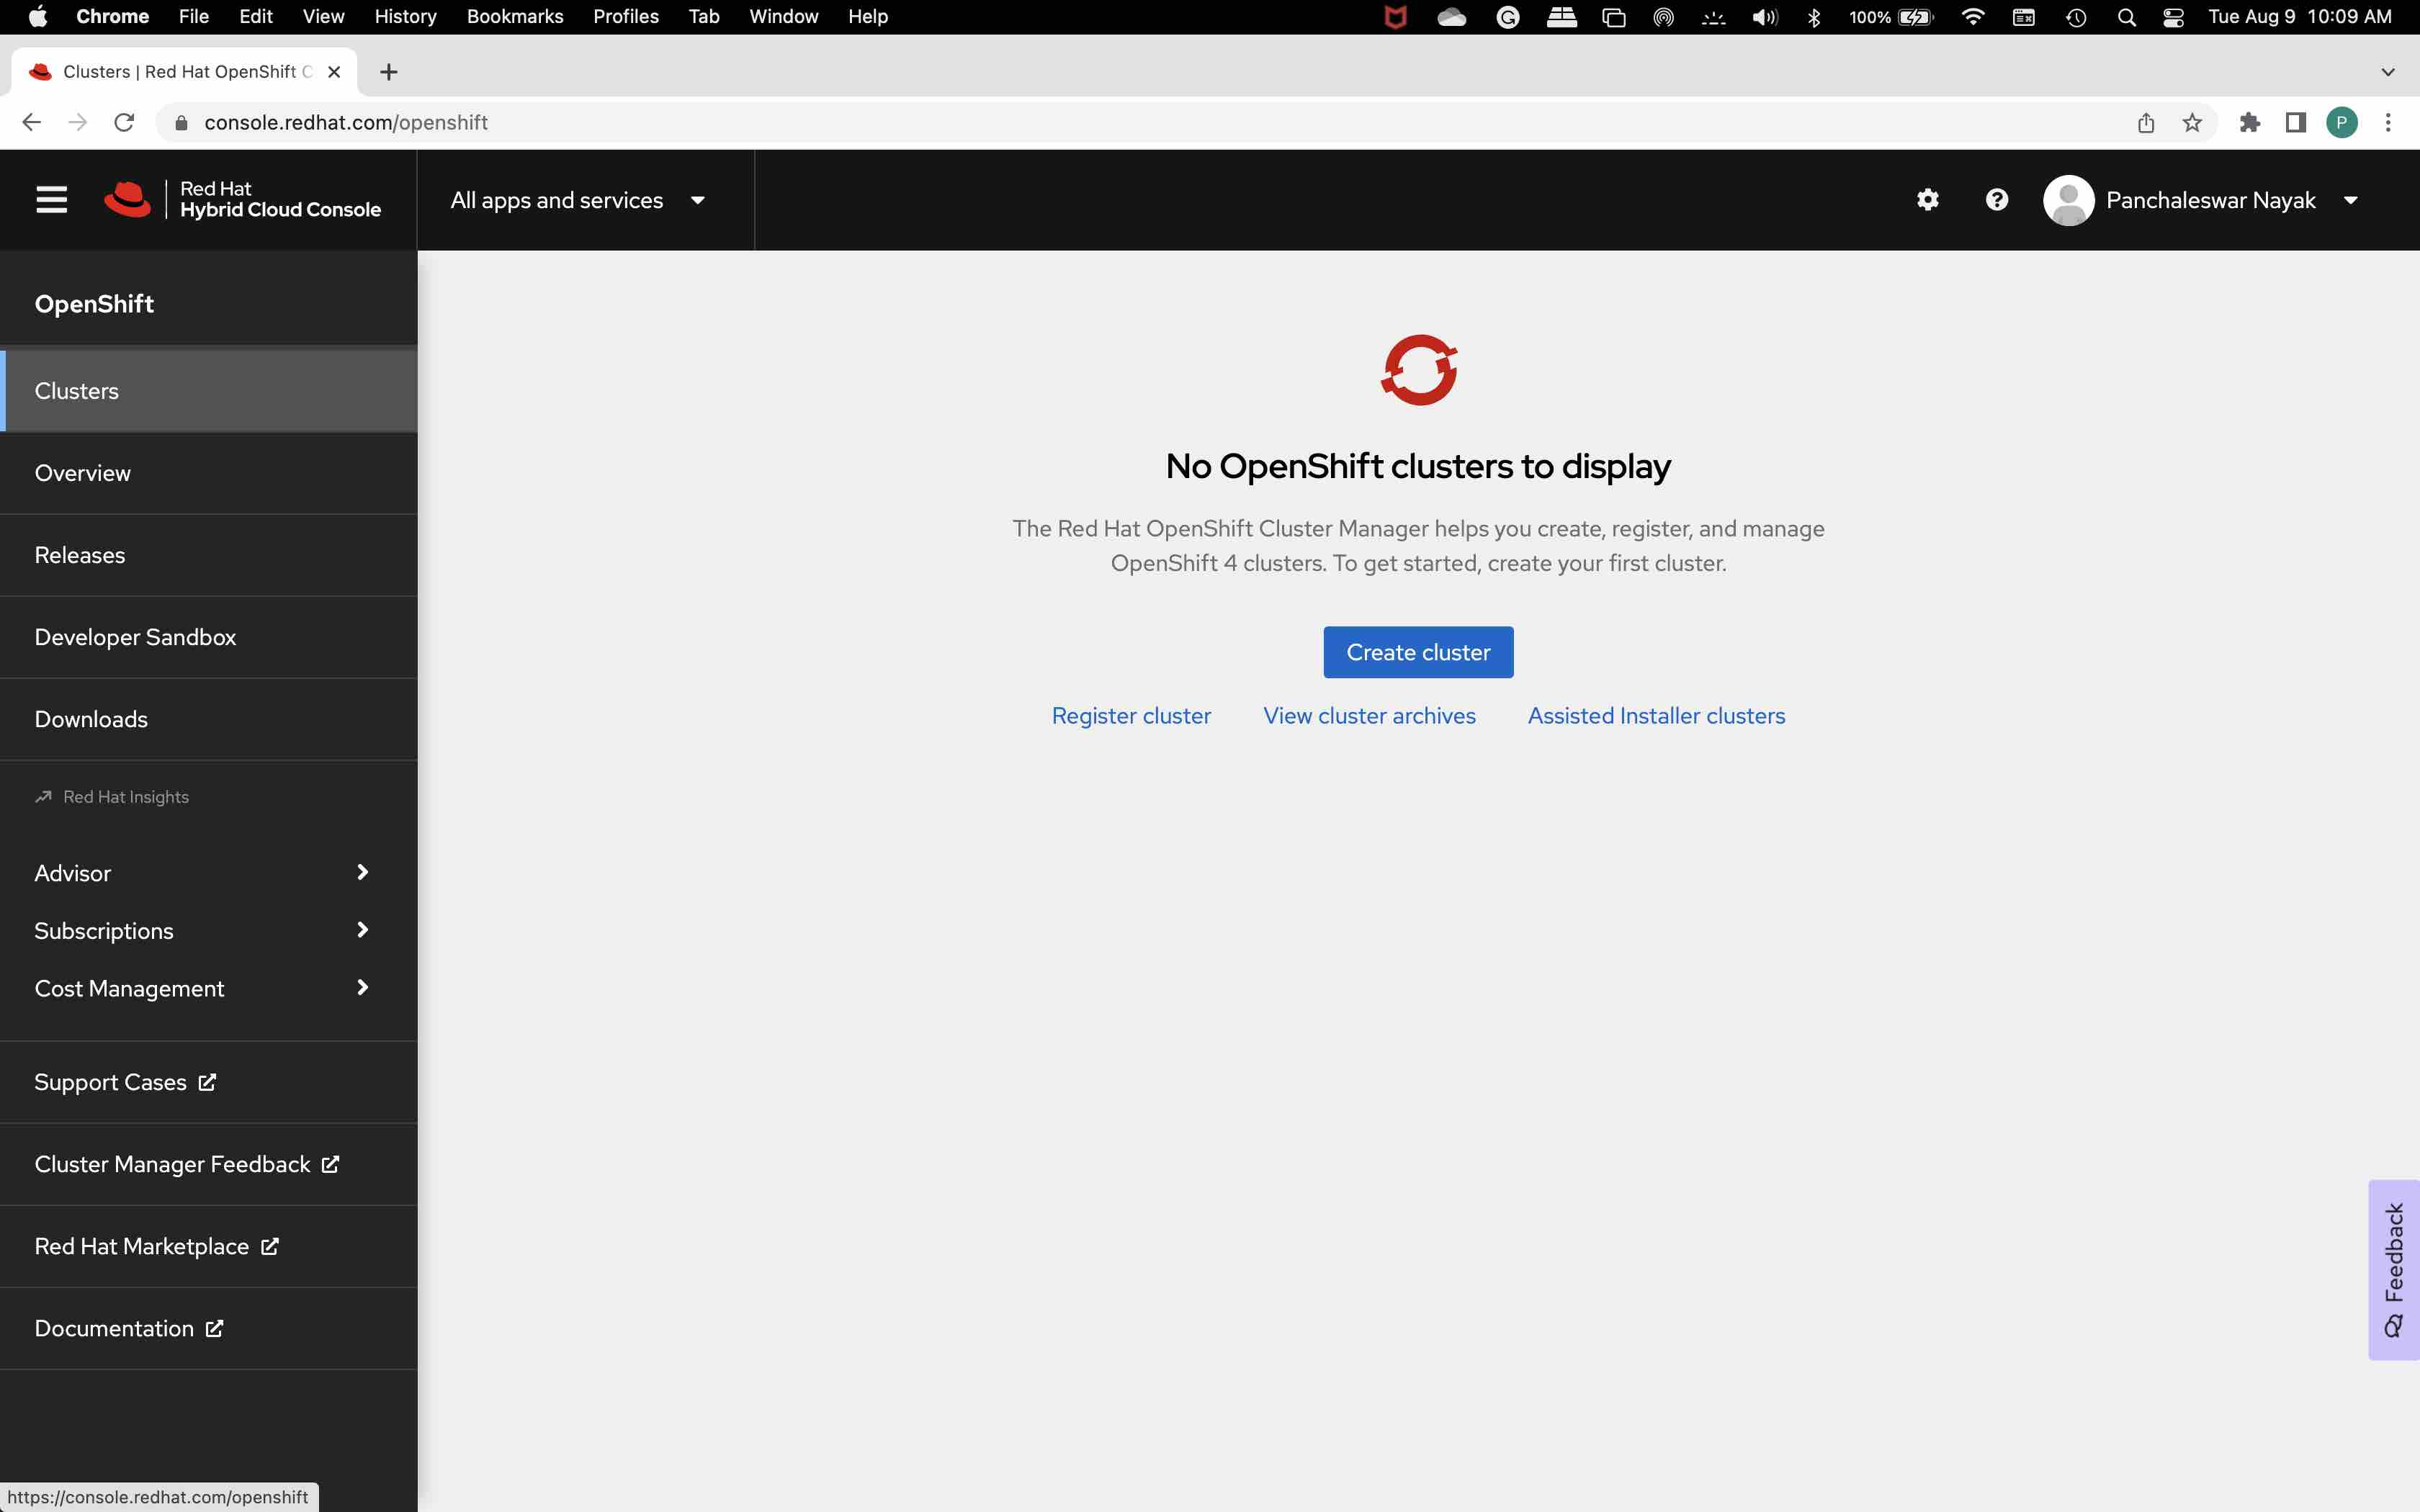 Chrome File Edit View History Bookmarks Profiles Tab Window Help 100% Tue Aug 9 10:09 AM
Clusters | Red Hat OpenShift C
console.redhat.com/openshift
P
Red Hat
Hybrid Cloud Console
All apps and services
Panchaleswar Nayak
OpenShift
Clusters
Overview
Releases
Developer Sandbox
Downloads
Red Hat Insights
Advisor
Subscriptions
Cost Management
Support Cases
Cluster Manager Feedback
Red Hat Marketplace
Documentation
No OpenShift clusters to display
The Red Hat OpenShift Cluster Manager helps you create, register, and manage
OpenShift 4 clusters. To get started, create your first cluster.
Create cluster
Register cluster View cluster archives Assisted Installer clusters
Feedback
https://console.redhat.com/openshift